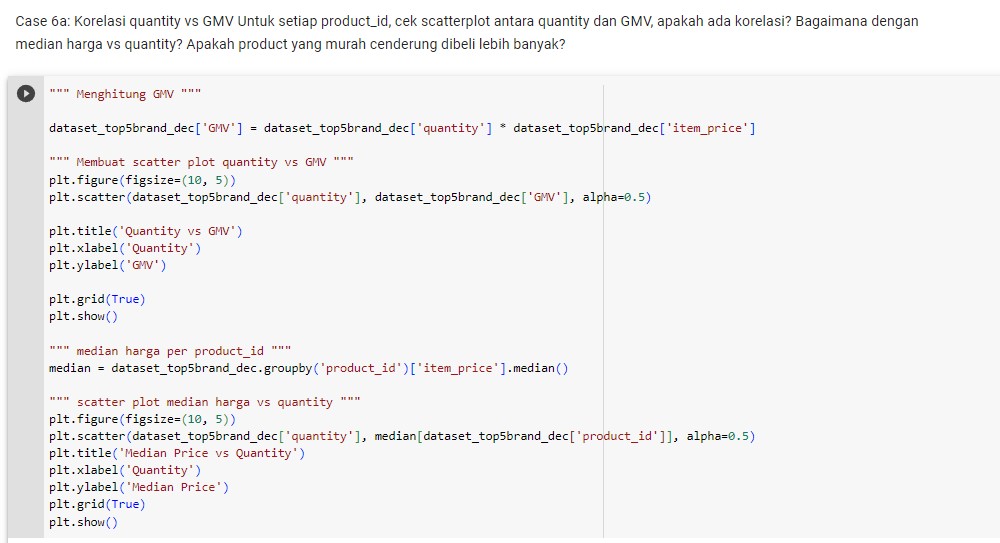 Case 6a: Korelasi quantity vs GMV Untuk setiap product_id, cek scatterplot antara quantity dan GMV, apakah ada korelasi? Bagaimana dengan
median harga vs quantity? Apakah product yang murah cenderung dibeli lebih banyak?
""" Menghitung GMV """
dataset_top5brand_dec['GMV'] = dataset_top5brand_dec['quantity'] * dataset_top5brand_dec['item_price']
""" Membuat scatter plot quantity vs GMV """
plt.figure(figsize=(10, 5))
plt.scatter(dataset_top5brand_dec['quantity'], dataset_top5brand_dec['GMV'], alpha=0.5)
plt.title('Quantity vs GMV')
plt.xlabel('Quantity')
plt.ylabel('GMV')
plt.grid(True)
plt.show()
""" median harga per product_id """
median = dataset_top5brand_dec.groupby('product_id')['item_price'].median()
""" scatter plot median harga vs quantity """
plt.figure(figsize=(10, 5))
plt.scatter(dataset_top5brand_dec['quantity'], median[dataset_top5brand_dec['product_id']], alpha=0.5)
plt.title('Median Price vs Quantity')
plt.xlabel('Quantity')
plt.ylabel('Median Price')
plt.grid(True)
plt.show()